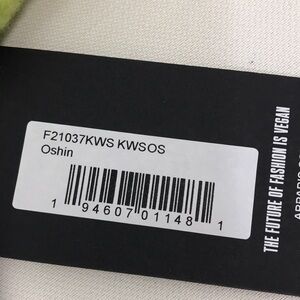 F21037KWS KWSOS
Oshin
1 94607 01148 1
THE FUTURE OF FASHION IS VEGAN